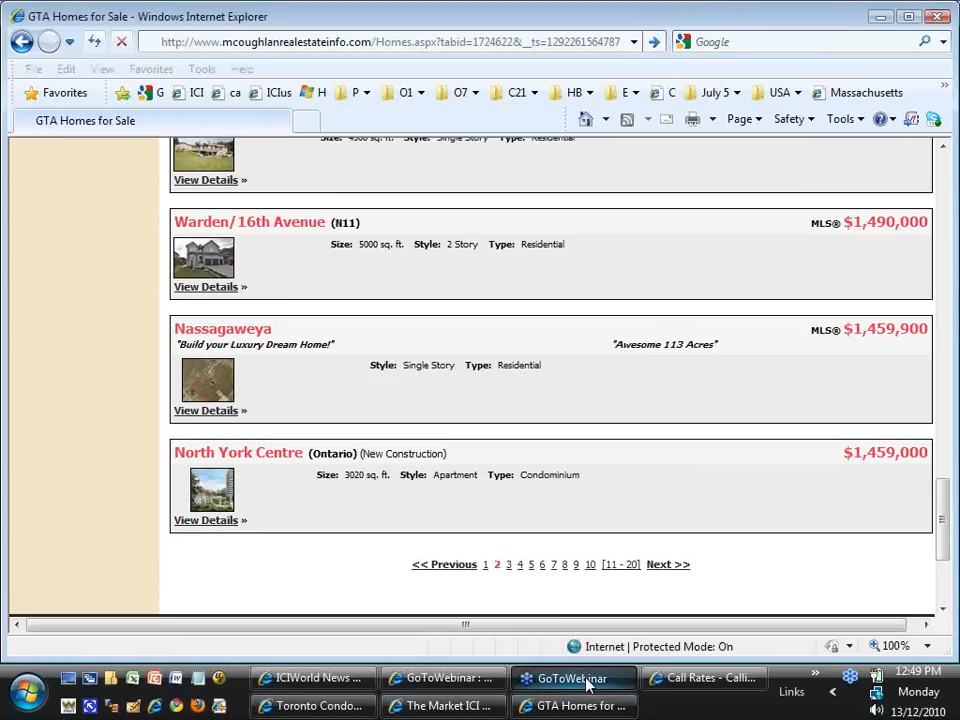 GTA Homes for Sale - Windows Internet Explorer
http://www.mcoughlanrealestateinfo.com/Homes.aspx?tabid=1724622&__ts=1292261564787
Google
File Edit View Favorites Tools Help
Favorites G ICI ca ICIus H P O1 O7 C21 HB E C July 5 USA Massachusetts
GTA Homes for Sale
Page Safety Tools
Size: 4500 sq. ft. Style: Single Story Type: Residential
View Details »
Warden/16th Avenue (N11) MLS® $1,490,000
Size: 5000 sq. ft. Style: 2 Story Type: Residential
View Details »
Nassagaweya MLS® $1,459,900
"Build your Luxury Dream Home!" "Awesome 113 Acres"
Style: Single Story Type: Residential
View Details »
North York Centre (Ontario) (New Construction) $1,459,000
Size: 3020 sq. ft. Style: Apartment Type: Condominium
View Details »
<< Previous 1 2 3 4 5 6 7 8 9 10 [11 - 20] Next >>
Internet | Protected Mode: On 100%
ICIWorld News ... GoToWebinar : ... GoToWebinar Call Rates - Calli... 12:49 PM
Links Monday
Toronto Condo... The Market ICI ... GTA Homes for ... 13/12/2010